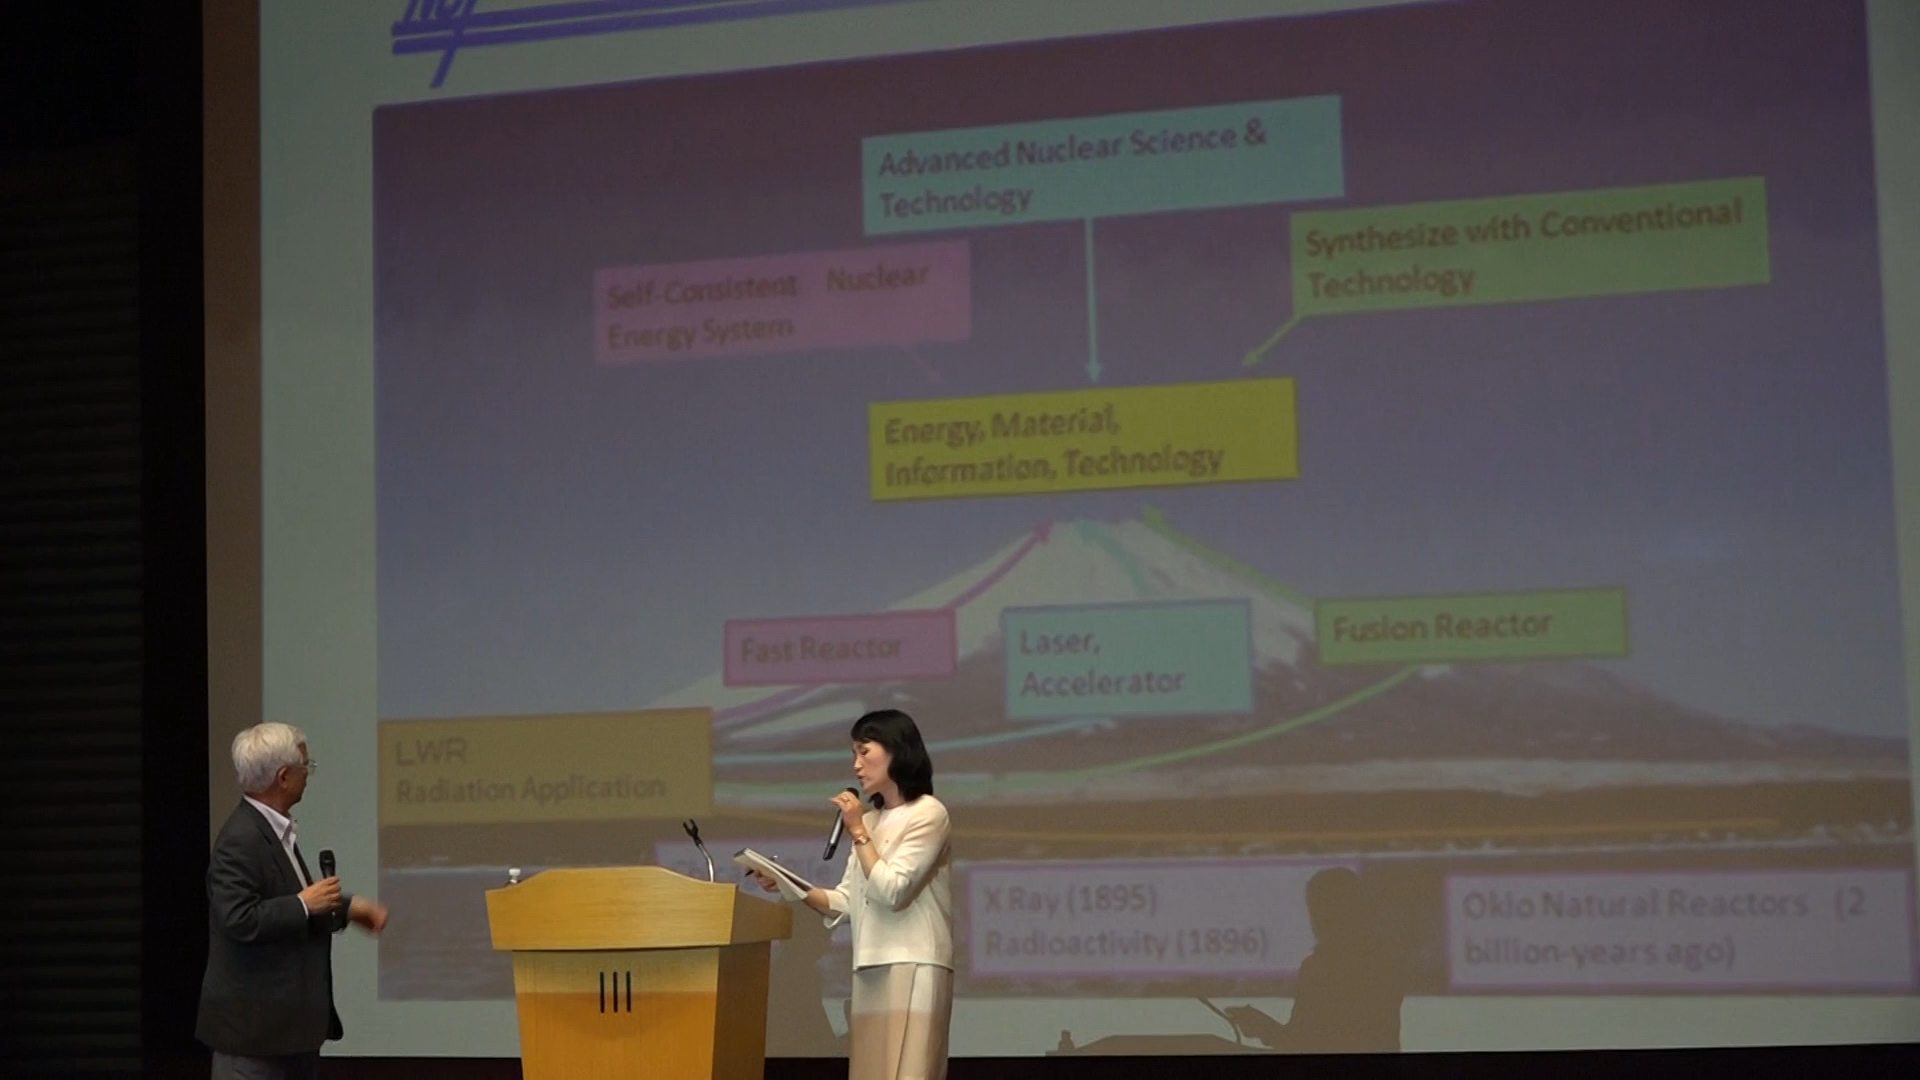 Advanced Nuclear Science &
Technology
Synthesize with Conventional
Technology
Self-Consistent Nuclear
Energy System
Energy, Material,
Information, Technology
Fast Reactor
Laser,
Accelerator
Fusion Reactor
LWR
Radiation Application
X Ray (1895)
Radioactivity (1896)
Oklo Natural Reactors (2
billion-years ago)